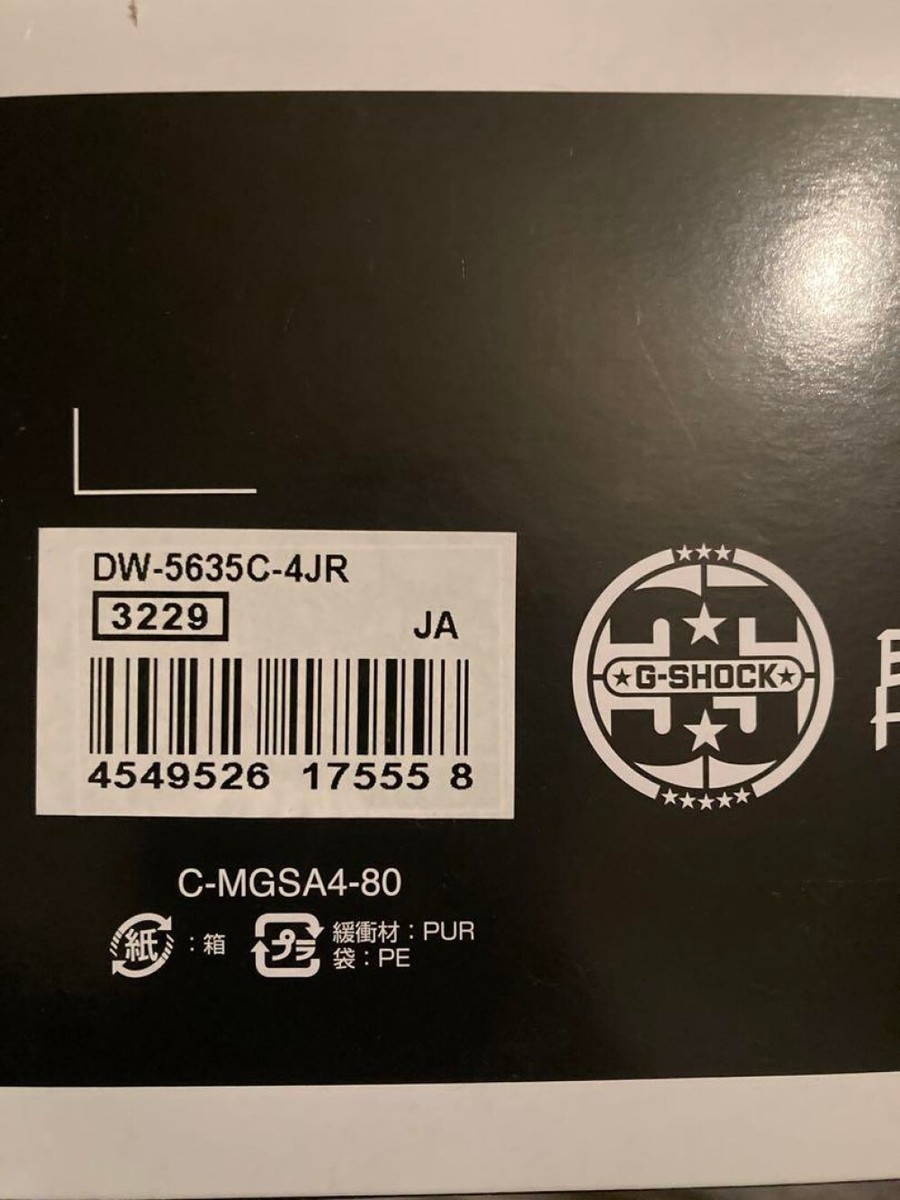 DW-5635C-4JR
3229
JA
4549526 17555 8
★G-SHOCK★
C-MGSA4-80
紙 : 箱
プラ 緩衝材 : PUR
袋 : PE